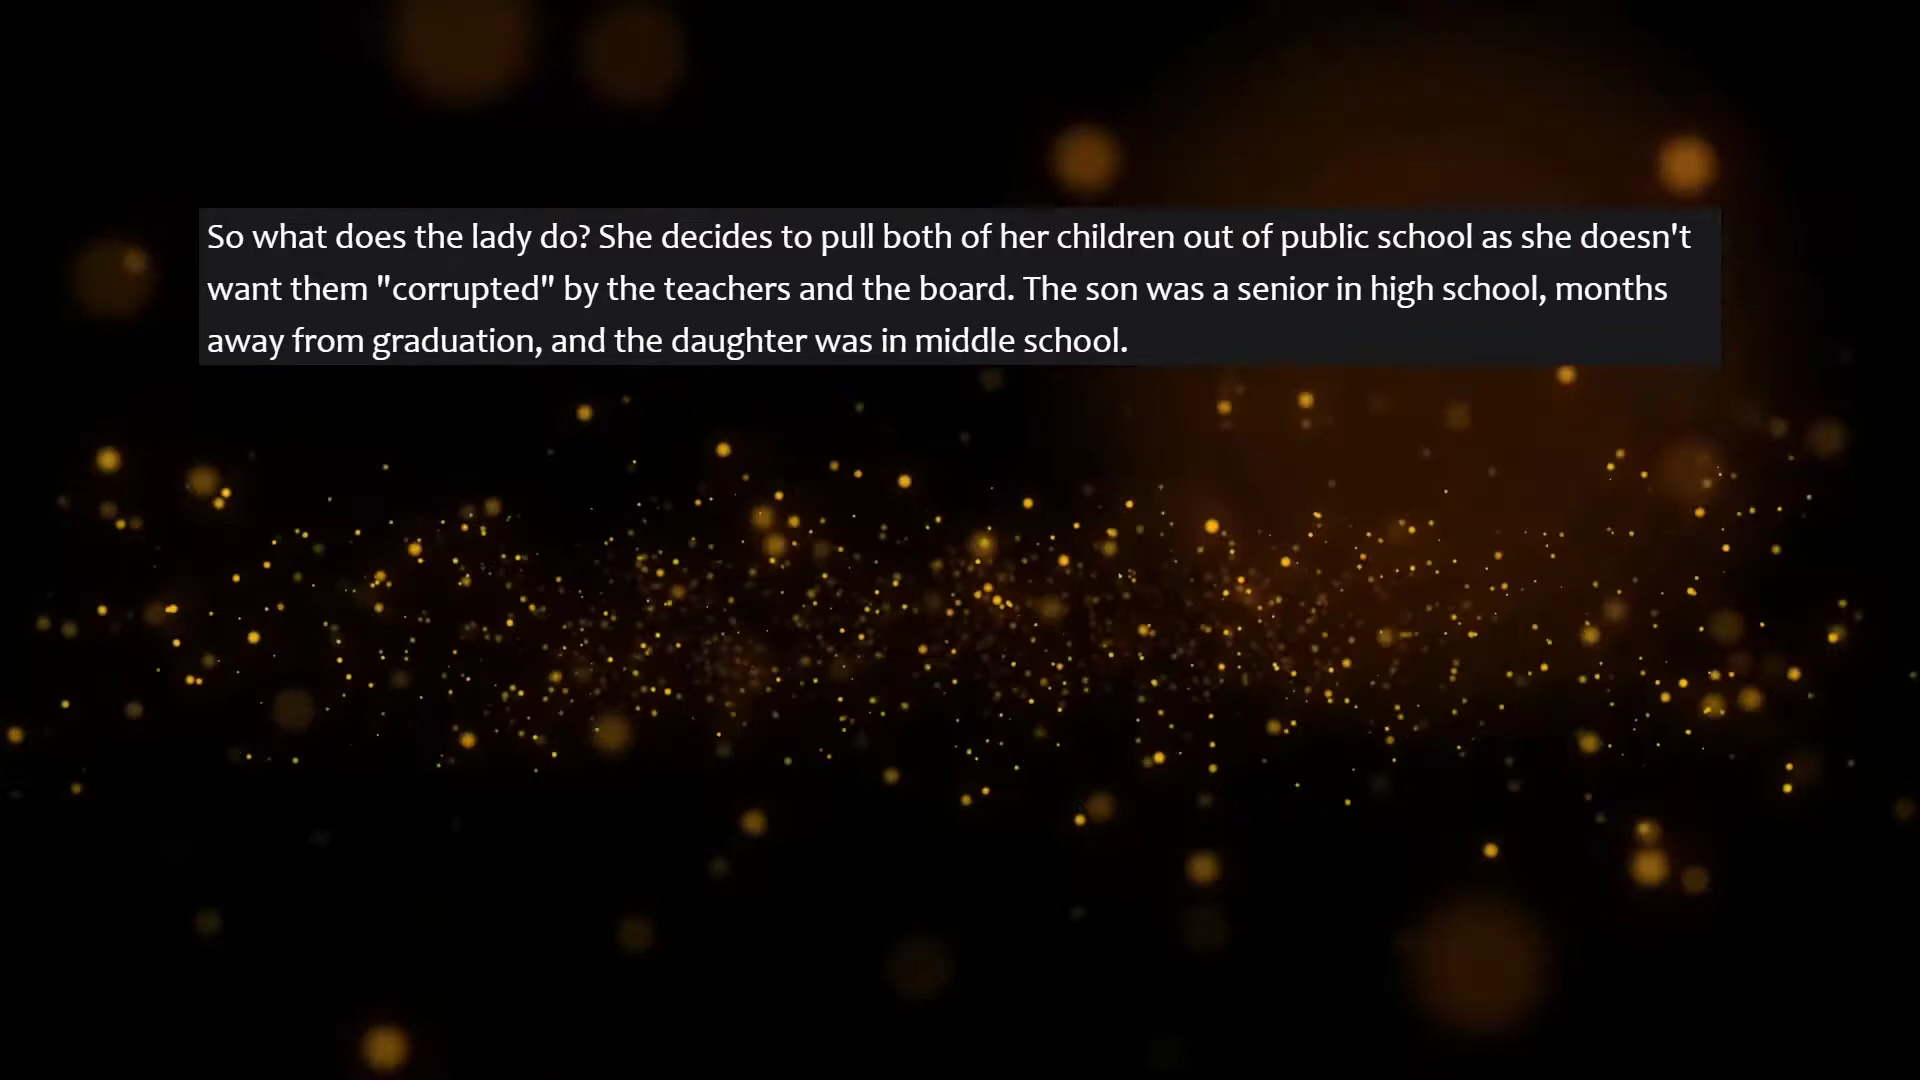 So what does the lady do? She decides to pull both of her children out of public school as she doesn't
want them "corrupted" by the teachers and the board. The son was a senior in high school, months
away from graduation, and the daughter was in middle school.